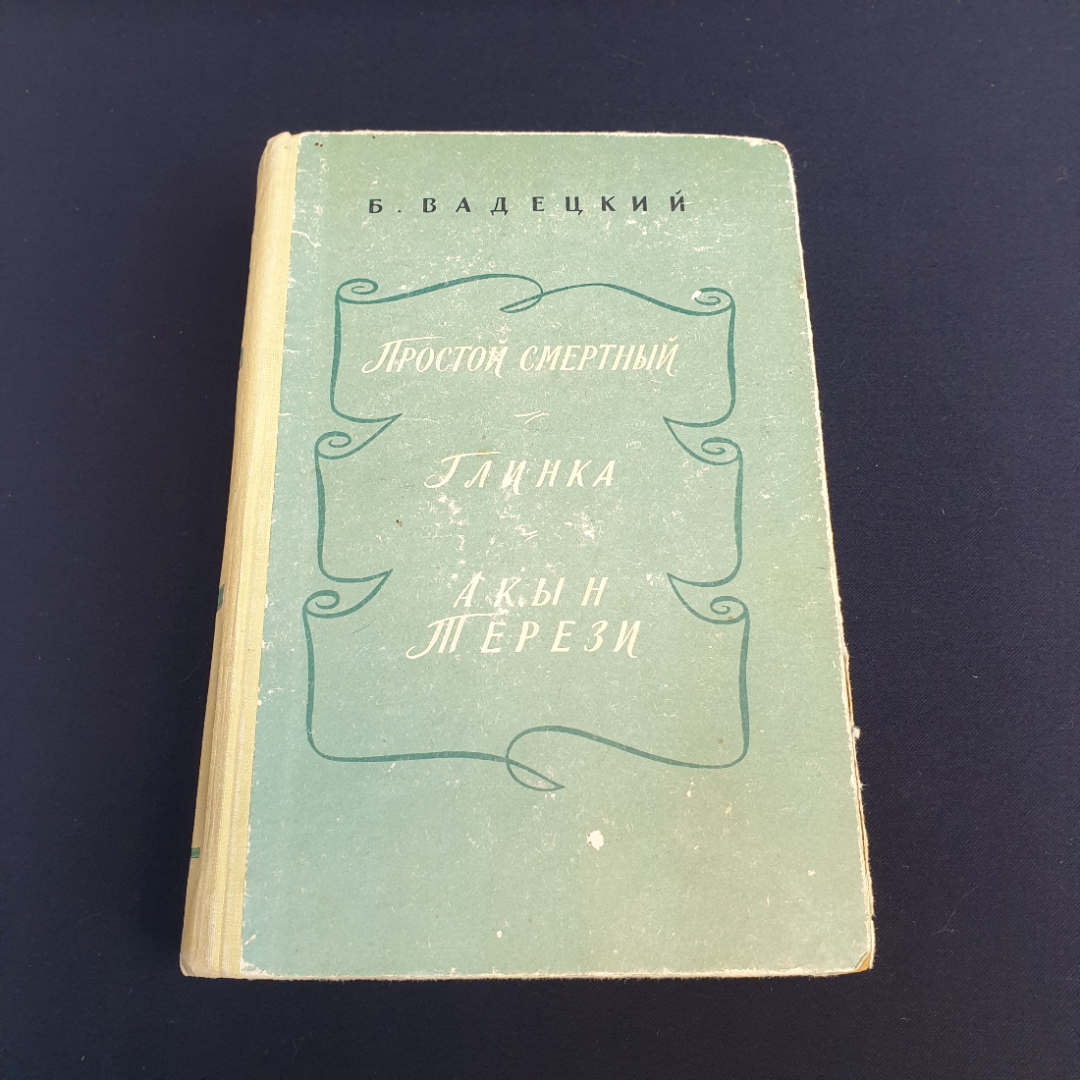 Б. ВАДЕЦКИЙ
ПРОСТОЙ СМЕРТНЫЙ
ГЛИНКА
АКЫН
ТЕРЕЗИ